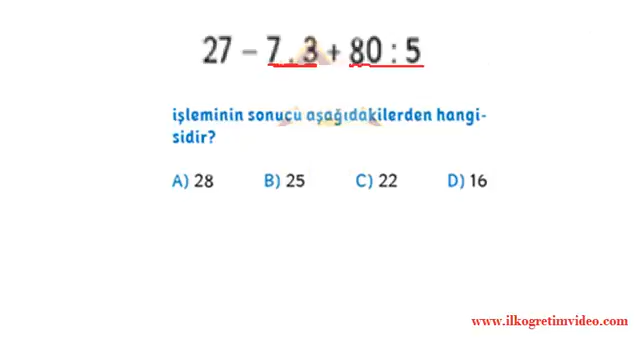 27 – 7 . 3 + 80 : 5
işleminin sonucu aşağıdakilerden hangi-
sidir?
A) 28 B) 25 C) 22 D) 16
www.ilkogretimvideo.com